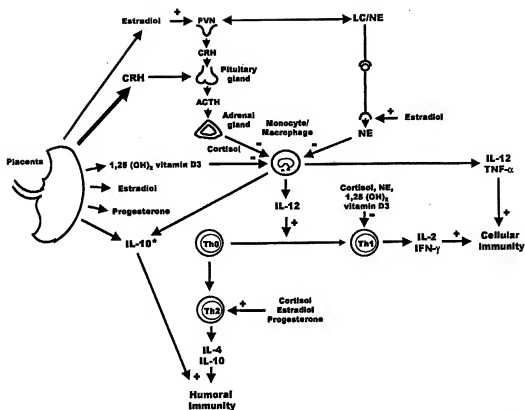 Estradiol
+
PVN
LC/NE
CRH
CRH
Pituitary
gland
ACTH
Adrenal
gland
Monocyte/
Macrophage
+
Estradiol
NE
Cortisol
-
-
Placenta
1,25 (OH)₂ vitamin D3
-
IL-12
TNF-α
Estradiol
IL-12
Cortisol, NE,
1,25 (OH)₂
vitamin D3
Progesterone
+
-
+
IL-10*
Th0
Th1
IL-2
IFN-γ
+
Cellular
Immunity
Th2
+
Cortisol
Estradiol
Progesterone
IL-4
IL-10
+
Humoral
Immunity